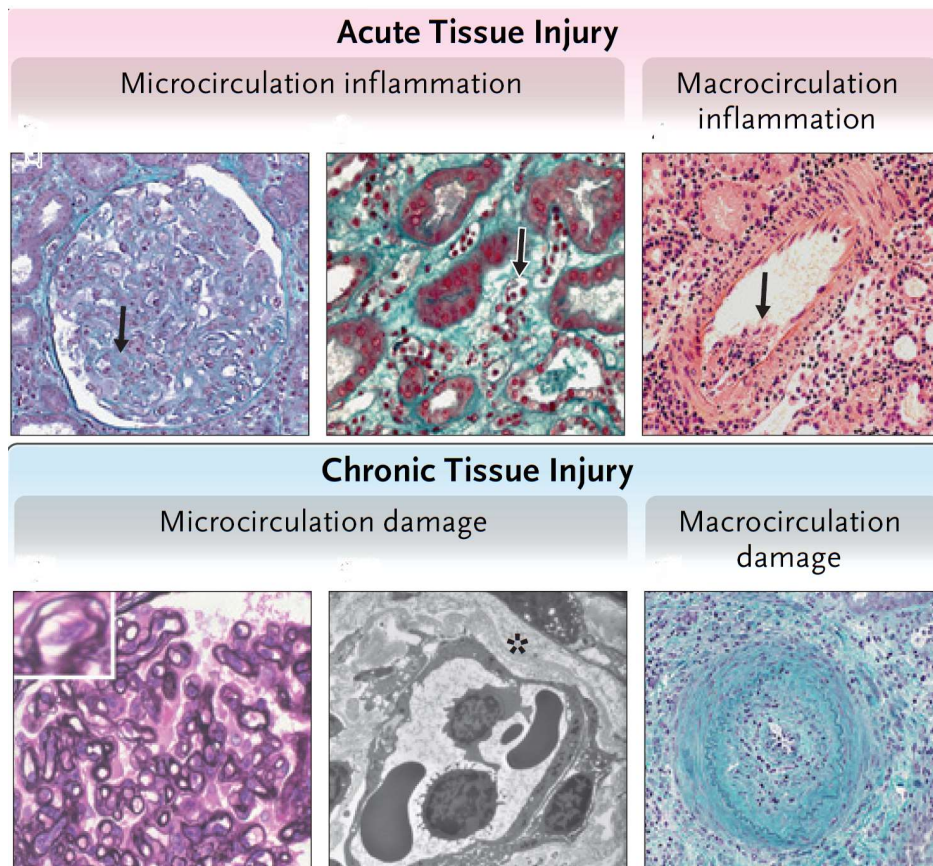 Acute Tissue Injury
Microcirculation inflammation
Macrocirculation
inflammation
Chronic Tissue Injury
Microcirculation damage
Macrocirculation
damage
*